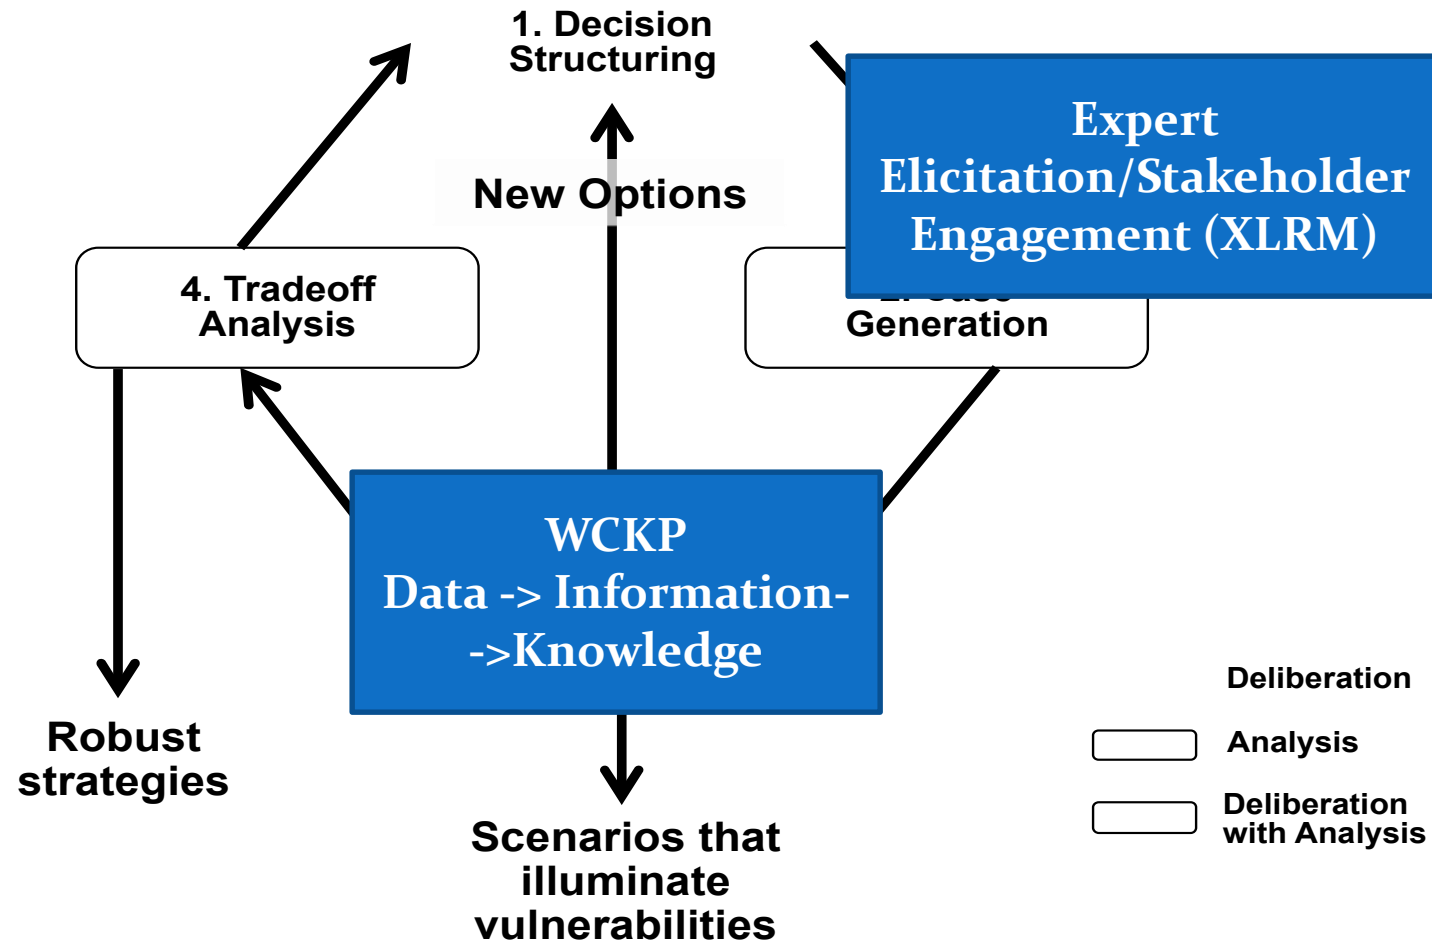 1. Decision
Structuring
Expert
Elicitation/Stakeholder
Engagement (XLRM)
New Options
4. Tradeoff
Analysis
Generation
WCKP
Data -> Information-
->Knowledge
Robust
strategies
Scenarios that
illuminate
vulnerabilities
Deliberation
Analysis
Deliberation
with Analysis